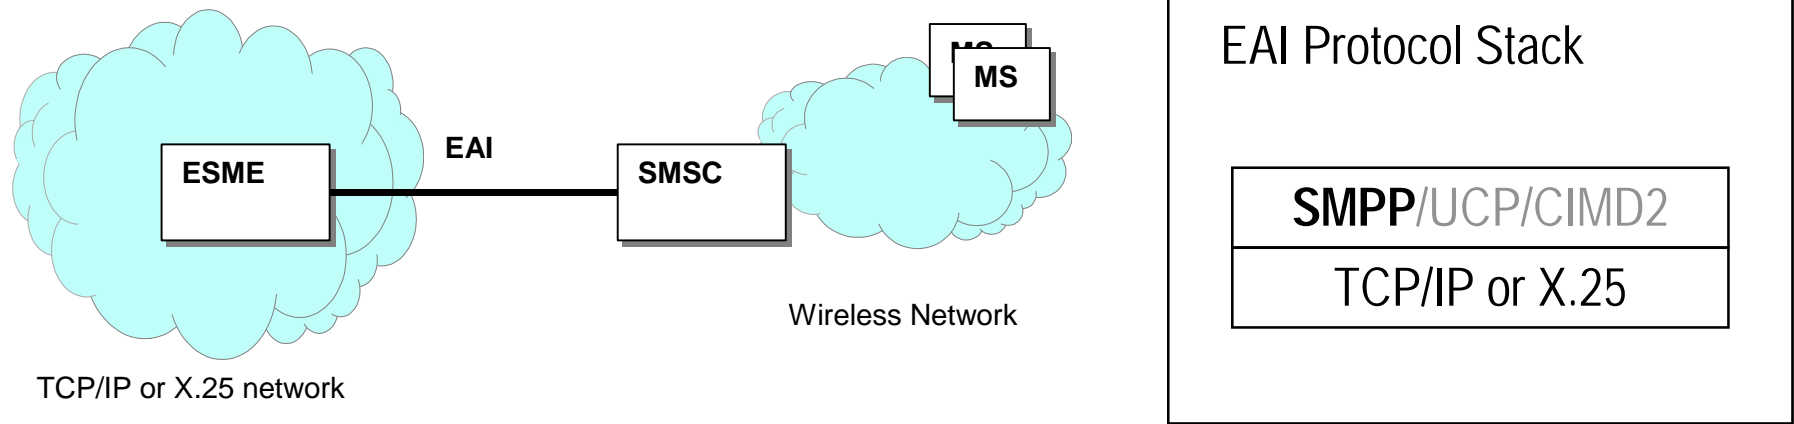 ESME
EAI
SMSC
MS
MS
Wireless Network
TCP/IP or X.25 network
EAI Protocol Stack
SMPP/UCP/CIMD2
TCP/IP or X.25